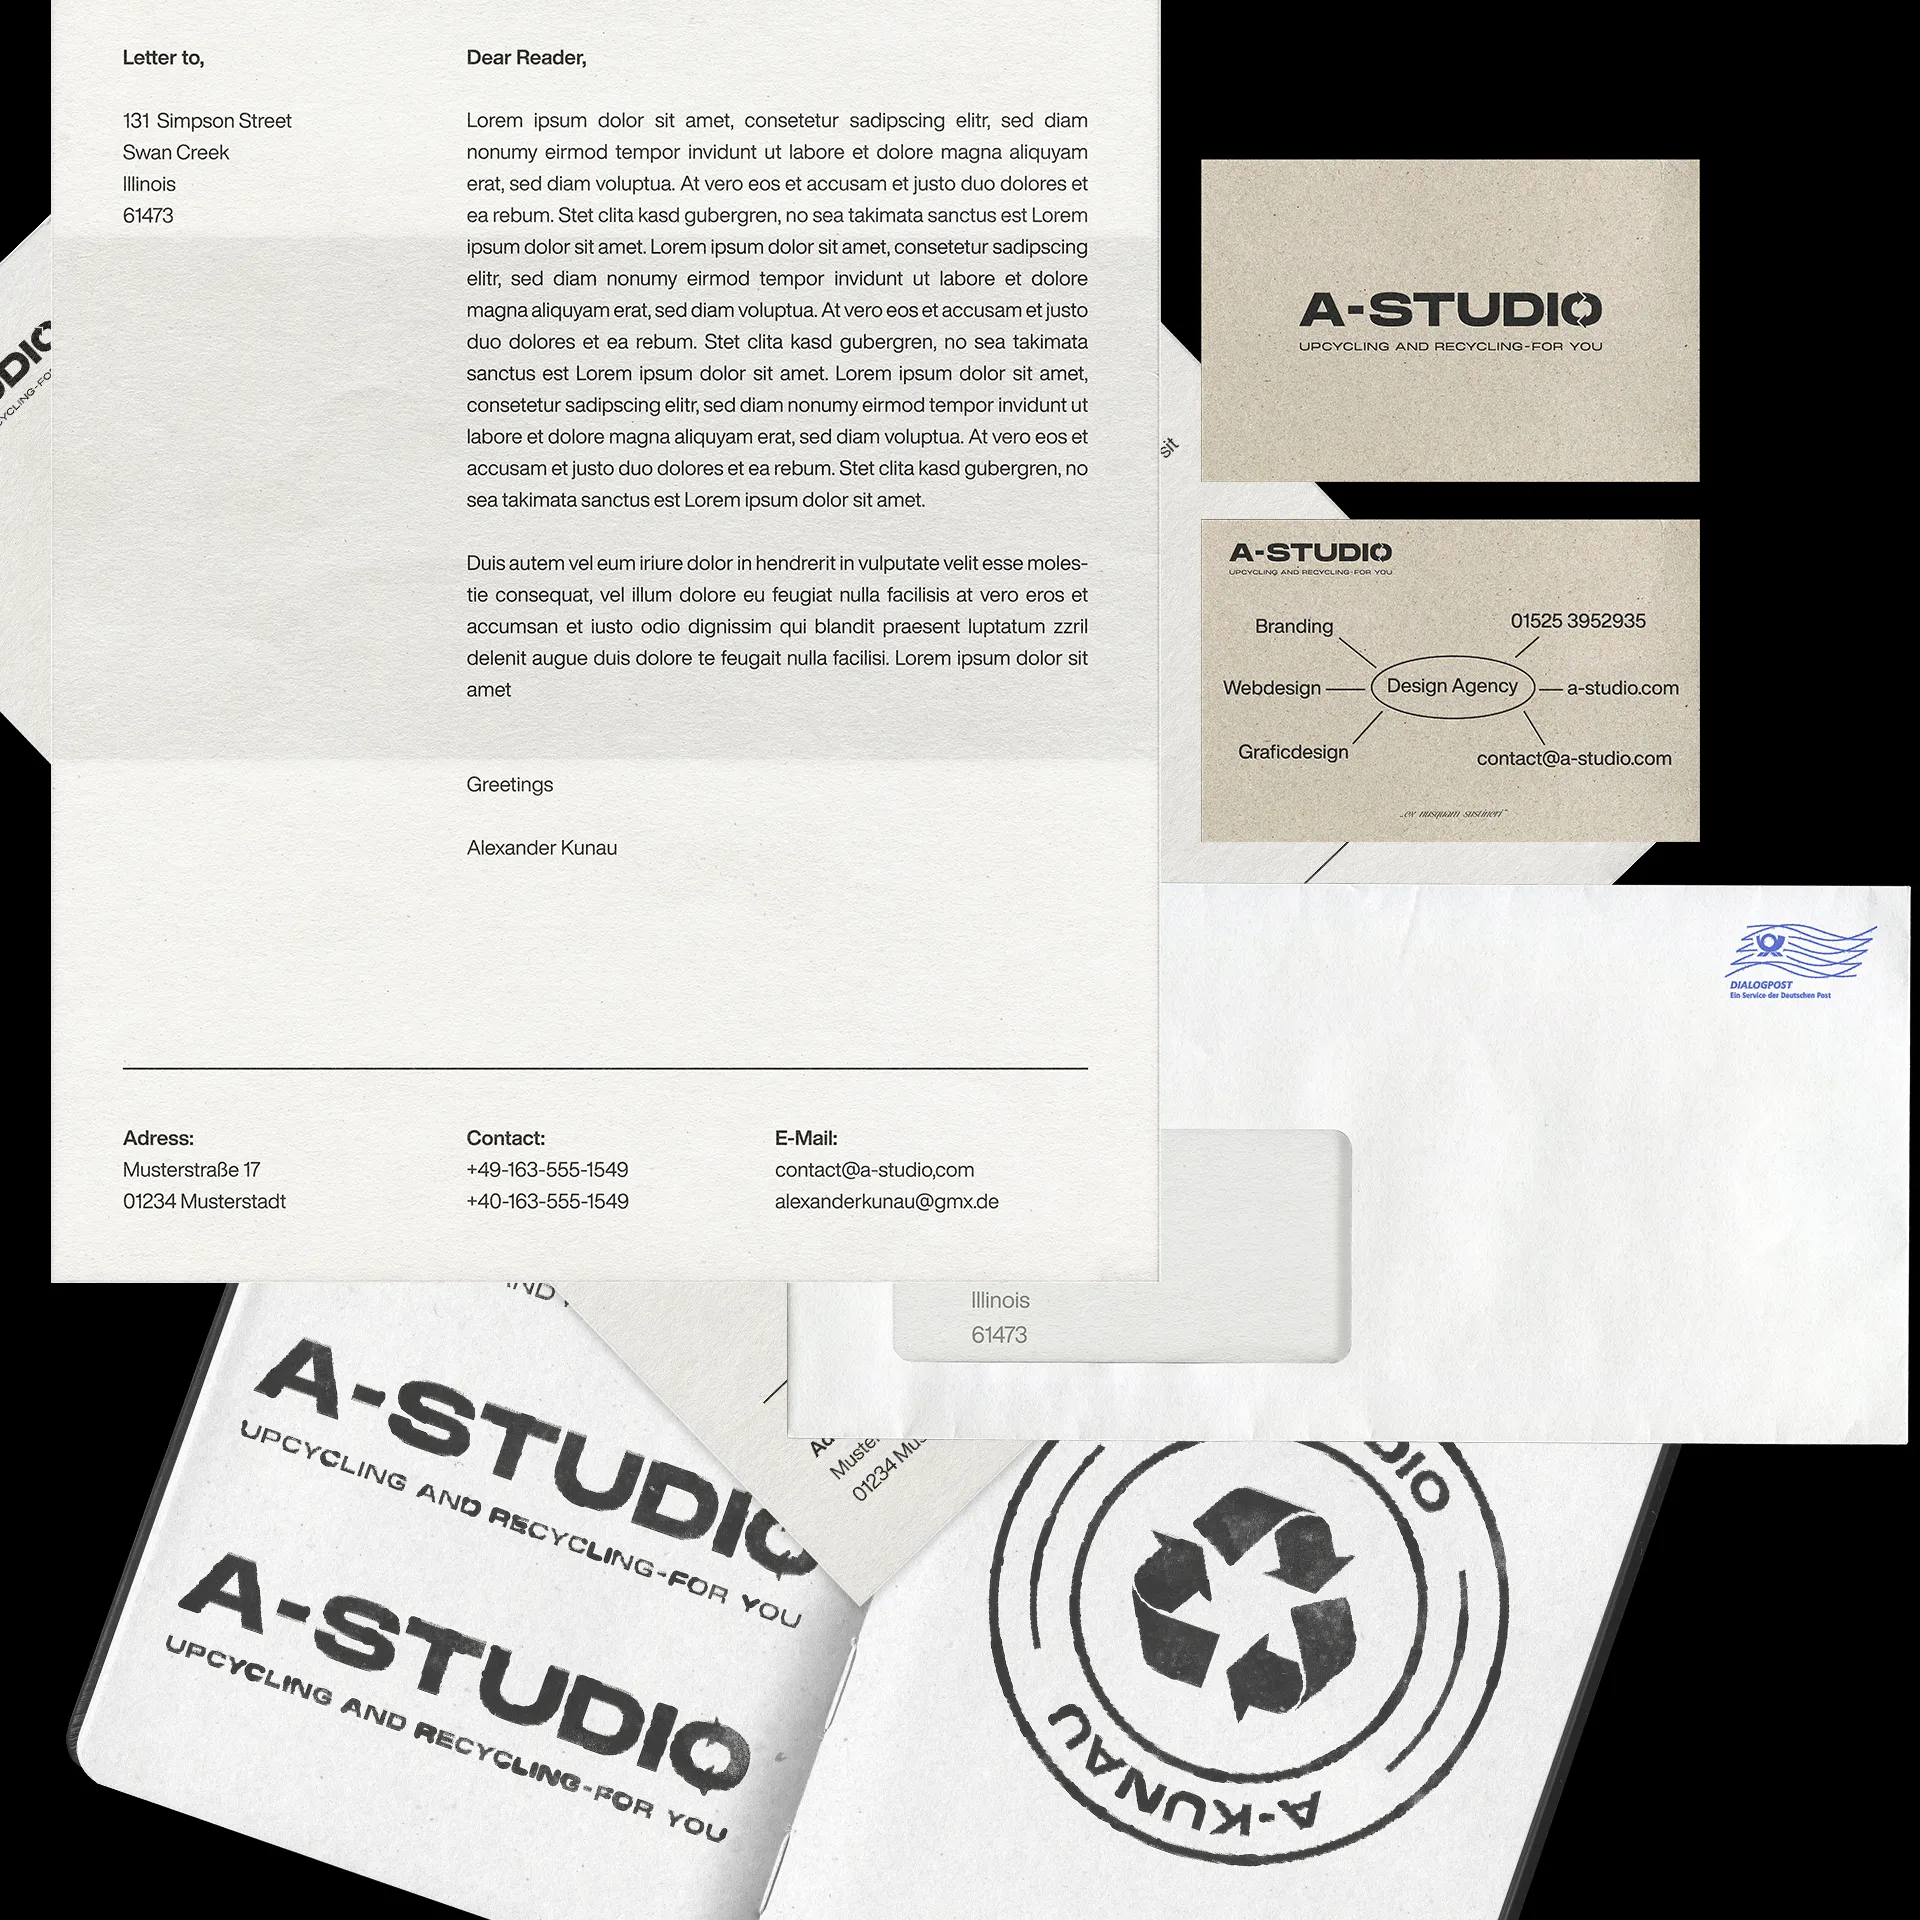 Letter to,
131 Simpson Street
Swan Creek
Illinois
61473
Dear Reader,
Lorem ipsum dolor sit amet, consetetur sadipscing elitr, sed diam
nonumy eirmod tempor invidunt ut labore et dolore magna aliquyam
erat, sed diam voluptua. At vero eos et accusam et justo duo dolores et
ea rebum. Stet clita kasd gubergren, no sea takimata sanctus est Lorem
ipsum dolor sit amet. Lorem ipsum dolor sit amet, consetetur sadipscing
elitr, sed diam nonumy eirmod tempor invidunt ut labore et dolore
magna aliquyam erat, sed diam voluptua. At vero eos et accusam et justo
duo dolores et ea rebum. Stet clita kasd gubergren, no sea takimata
sanctus est Lorem ipsum dolor sit amet. Lorem ipsum dolor sit amet,
consetetur sadipscing elitr, sed diam nonumy eirmod tempor invidunt ut
labore et dolore magna aliquyam erat, sed diam voluptua. At vero eos et
accusam et justo duo dolores et ea rebum. Stet clita kasd gubergren, no
sea takimata sanctus est Lorem ipsum dolor sit amet.
Duis autem vel eum iriure dolor in hendrerit in vulputate velit esse moles-
tie consequat, vel illum dolore eu feugiat nulla facilisis at vero eros et
accumsan et iusto odio dignissim qui blandit praesent luptatum zzril
delenit augue duis dolore te feugait nulla facilisi. Lorem ipsum dolor sit
amet
Greetings
Alexander Kunau
Adress:
Musterstraße 17
01234 Musterstadt
Contact:
+49-163-555-1549
+40-163-555-1549
E-Mail:
contact@a-studio,com
alexanderkunau@gmx.de
sit
A-STUDIO
UPCYCLING AND RECYCLING-FOR YOU
A-STUDIO
UPCYCLING AND RECYCLING-FOR YOU
Branding
Webdesign
Graficdesign
Design Agency
01525 3952935
a-studio.com
contact@a-studio.com
„ex nusquam sustineri"
DIALOGPOST
Ein Service der Deutschen Post
Illinois
61473
A-STUDIO
UPCYCLING AND RECYCLING-FOR YOU
A-STUDIO
UPCYCLING AND RECYCLING-FOR YOU
01234 Mus
DIO
A-KUNAU